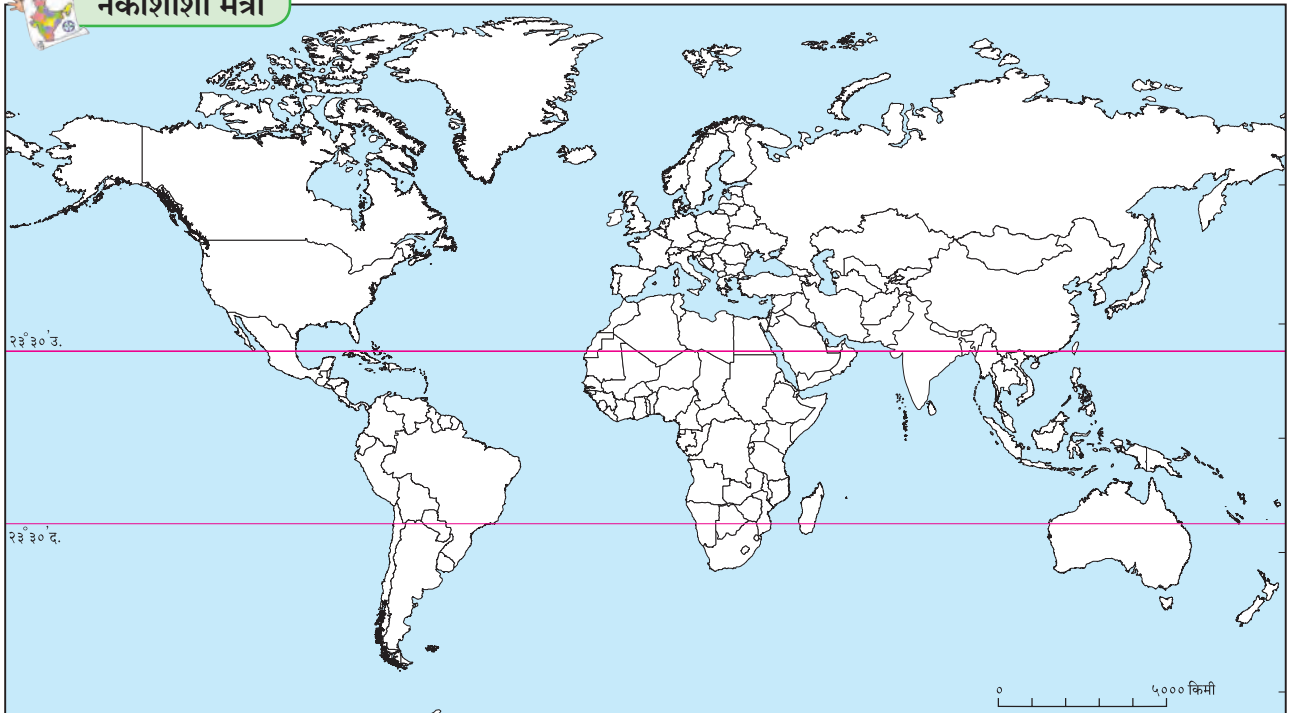 नकाशाशी मैत्री
२३°३०' उ.
२३°३०' द.
० ५००० किमी